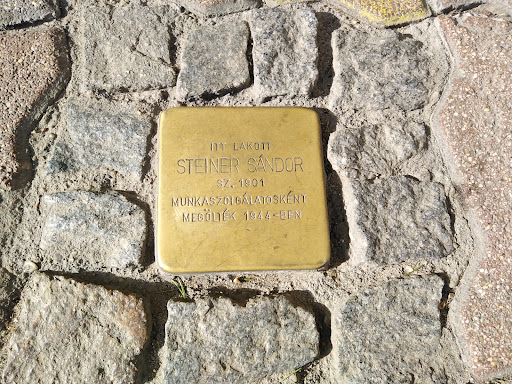 ITT LAKOTT
STEINER SÁNDOR
SZ. 1901
MUNKASZOLGÁLATOSKÉNT
MEGÖLTÉK 1944-BEN